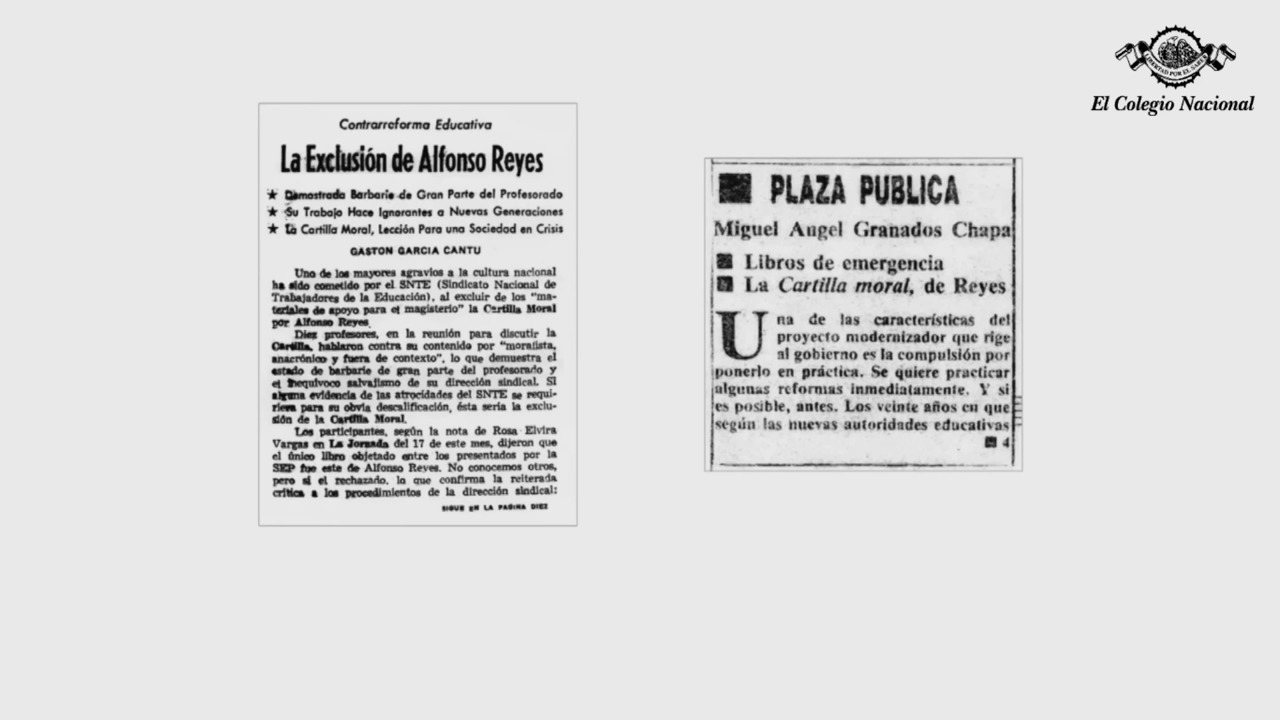 Contrarreforma Educativa
La Exclusión de Alfonso Reyes
★ Demostrada Barbarie de Gran Parte del Profesorado
★ Su Trabajo Hace Ignorantes a Nuevas Generaciones
★ La Cartilla Moral, Lección Para una Sociedad en Crisis
GASTON GARCIA CANTU
Uno de los mayores agravios a la cultura nacional
ha sido cometido por el SNTE (Sindicato Nacional de
Trabajadores de la Educación), al excluir de los "ma-
teriales de apoyo para el magisterio" la Cartilla Moral
por Alfonso Reyes.
Diez profesores, en la reunión para discutir la
Cartilla, hablaron contra su contenido por "moralista,
anacrónico y fuera de contexto", lo que demuestra el
estado de barbarie de gran parte del profesorado y
el inequívoco salvajismo de su dirección sindical. Si
alguna evidencia de las atrocidades del SNTE se requi-
riera para su obvia descalificación, ésta sería la exclu-
sión de la Cartilla Moral.
Los participantes, según la nota de Rosa Elvira
Vargas en La Jornada del 17 de este mes, dijeron que
el único libro objetado entre los presentados por la
SEP fue este de Alfonso Reyes. No conocemos otros,
pero sí el rechazado, lo que confirma la reiterada
crítica a los procedimientos de la dirección sindical:
SIGUE EN LA PAGINA DIEZ
PLAZA PUBLICA
Miguel Angel Granados Chapa
Libros de emergencia
La Cartilla moral, de Reyes
Una de las características del
proyecto modernizador que rige
al gobierno es la compulsión por
ponerlo en práctica. Se quiere practicar
algunas reformas inmediatamente. Y si
es posible, antes. Los veinte años en que
según las nuevas autoridades educativas
4
LIBERTAD POR EL SABER
El Colegio Nacional